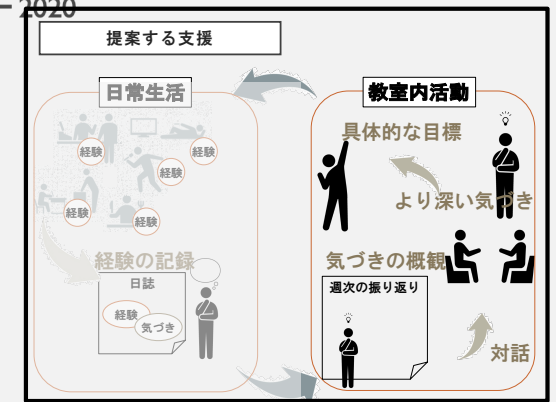 2020
提案する支援
日常生活
経験
経験
経験
経験
経験
経験の記録
日誌
経験
気づき
教室内活動
具体的な目標
より深い気づき
気づきの概観
週次の振り返り
対話